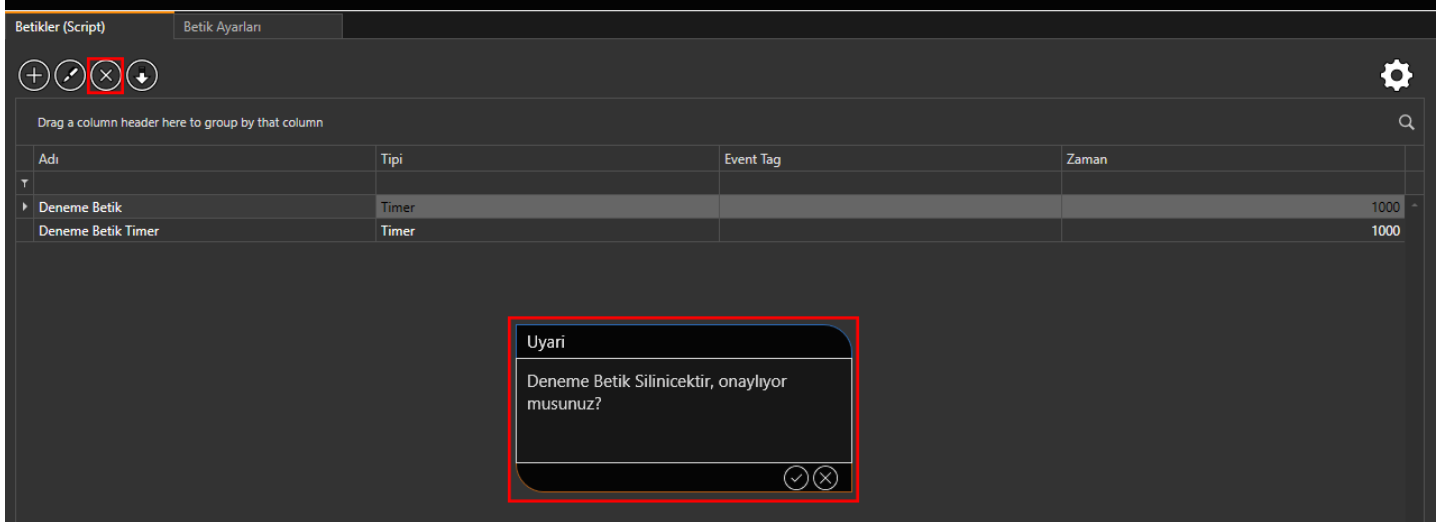 Betikler (Script) Betik Ayarları
Drag a column header here to group by that column
Adı Tipi Event Tag Zaman
Deneme Betik Timer 1000
Deneme Betik Timer Timer 1000
Uyari
Deneme Betik Silinicektir, onaylıyor
musunuz?